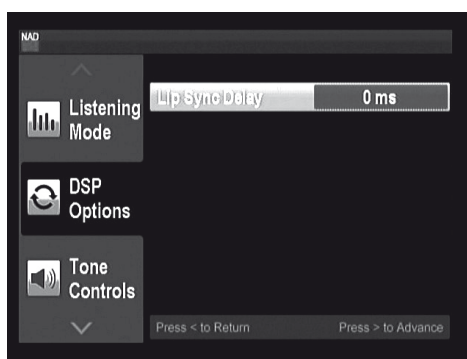 NAD
Listening
Mode
Lip Sync Delay 0 ms
DSP
Options
Tone
Controls
Press < to Return Press > to Advance